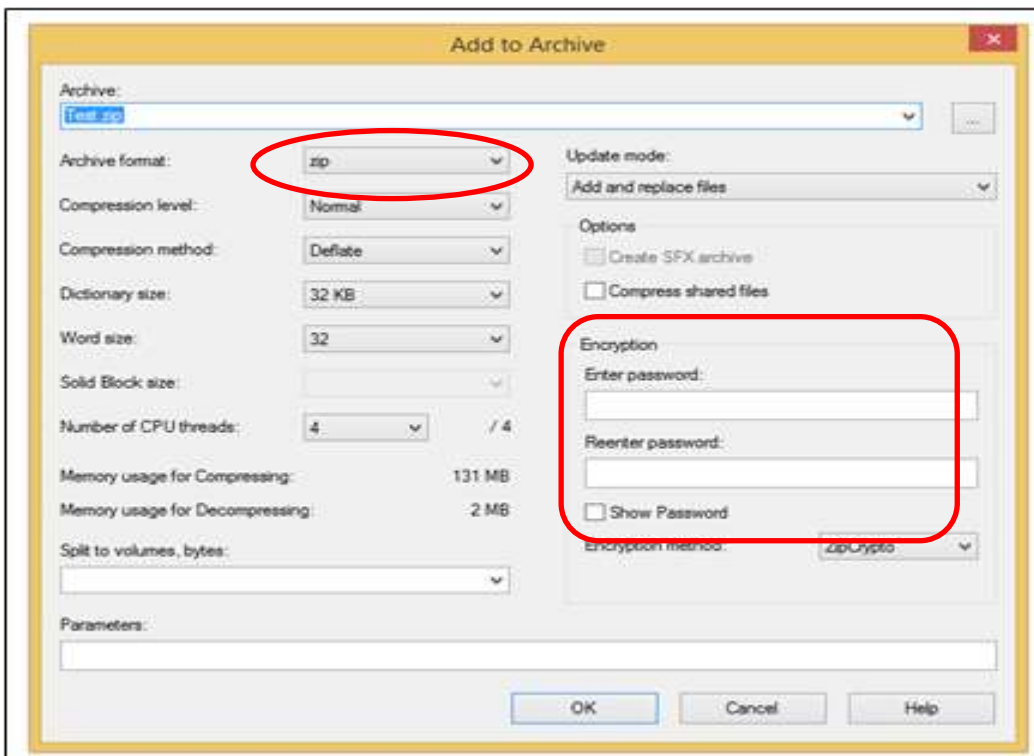 Add to Archive
Archive:
Test.zip
...
Archive format:
zip
Compression level:
Normal
Compression method:
Deflate
Dictionary size:
32 KB
Word size:
32
Solid Block size:
Number of CPU threads:
4
/ 4
Memory usage for Compressing:
131 MB
Memory usage for Decompressing:
2 MB
Split to volumes, bytes:
Update mode:
Add and replace files
Options
Create SFX archive
Compress shared files
Encryption
Enter password:
Reenter password:
Show Password
Encryption method:
ZipCrypto
Parameters:
OK
Cancel
Help